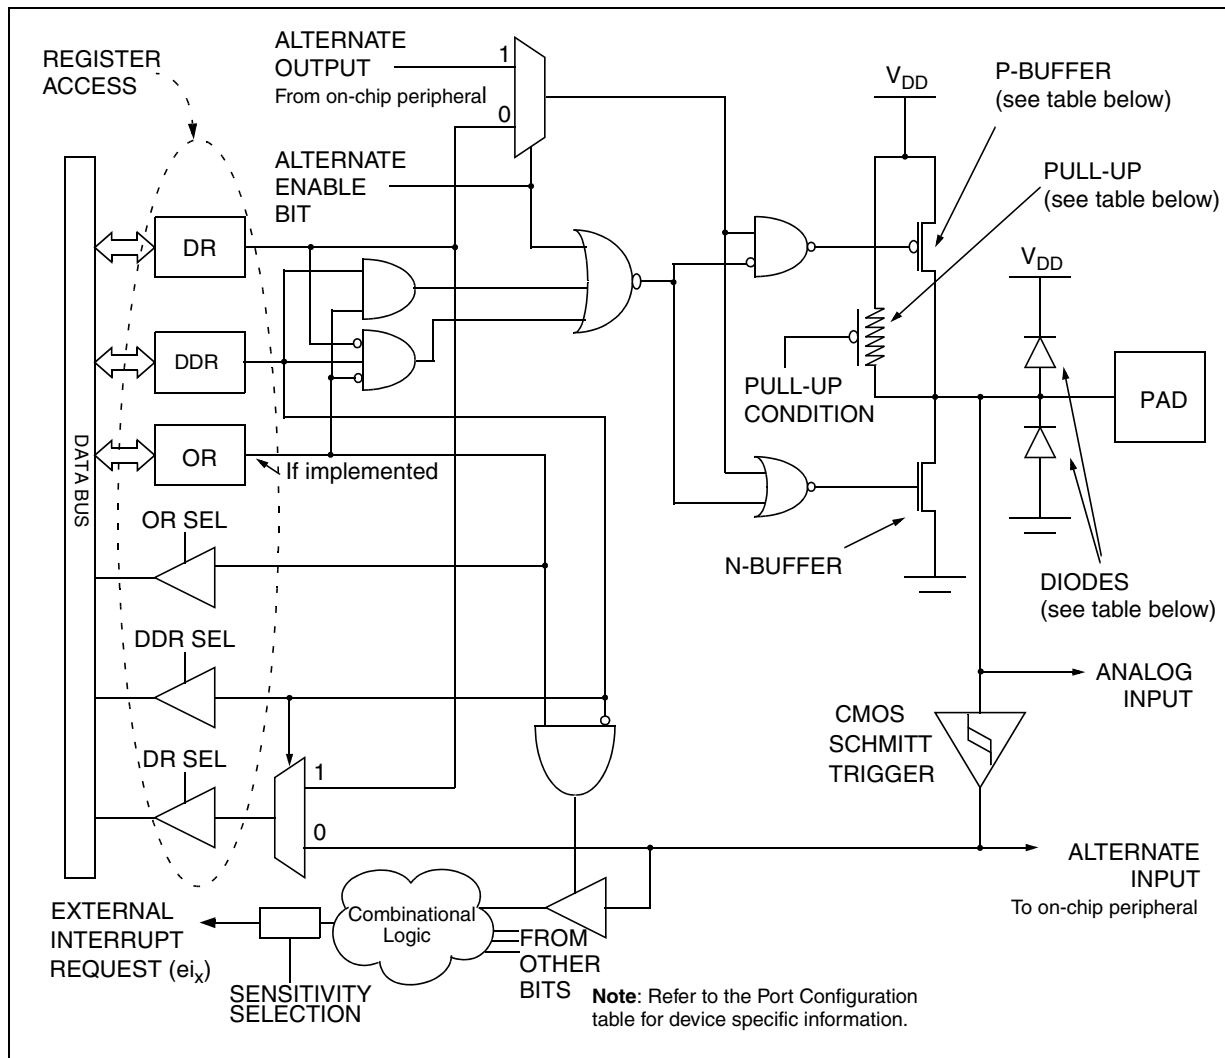 REGISTER
ACCESS
ALTERNATE
OUTPUT
From on-chip peripheral
1
0
ALTERNATE
ENABLE
BIT
V_DD
P-BUFFER
(see table below)
PULL-UP
(see table below)
V_DD
DR
DDR
OR
If implemented
DATA BUS
PULL-UP
CONDITION
PAD
N-BUFFER
DIODES
(see table below)
OR SEL
DDR SEL
DR SEL
1
0
ANALOG
INPUT
CMOS
SCHMITT
TRIGGER
ALTERNATE
INPUT
To on-chip peripheral
EXTERNAL
INTERRUPT
REQUEST (ei_x)
Combinational
Logic
SENSITIVITY
SELECTION
FROM
OTHER
BITS
Note: Refer to the Port Configuration
table for device specific information.